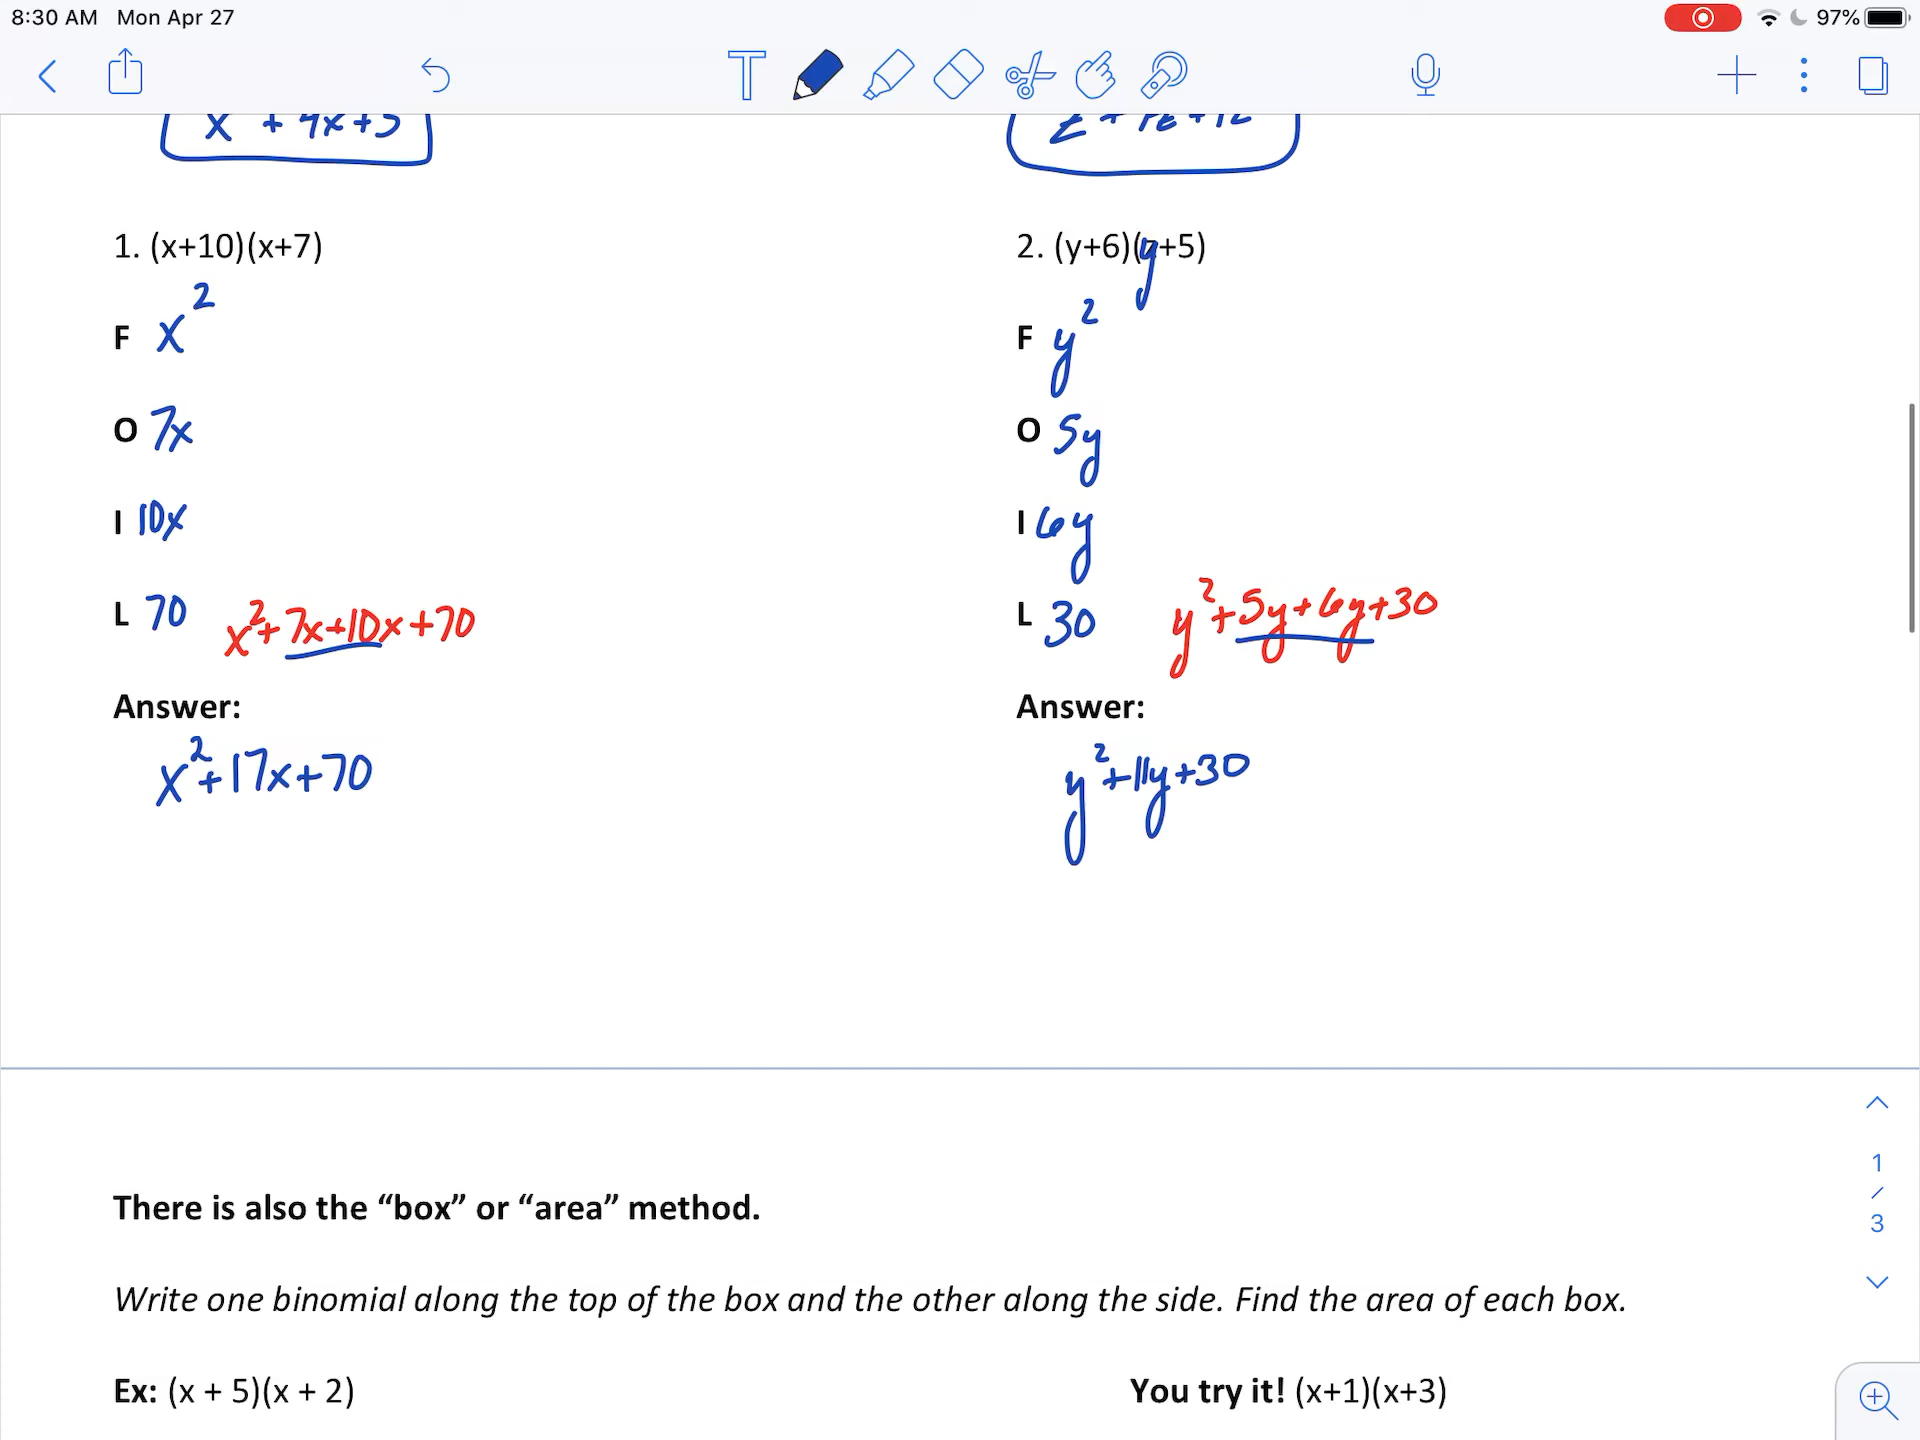 8:30 AM Mon Apr 27 97%
T
1. (x+10)(x+7)
F x²
O 7x
I 10x
L 70 x²+7x+10x+70
Answer:
x²+17x+70
2. (y+6)(y+5)
F y²
O 5y
I 6y
L 30 y²+5y+6y+30
Answer:
y²+11y+30
There is also the “box” or “area” method.
Write one binomial along the top of the box and the other along the side. Find the area of each box.
Ex: (x + 5)(x + 2)
You try it! (x+1)(x+3)
1
/
3